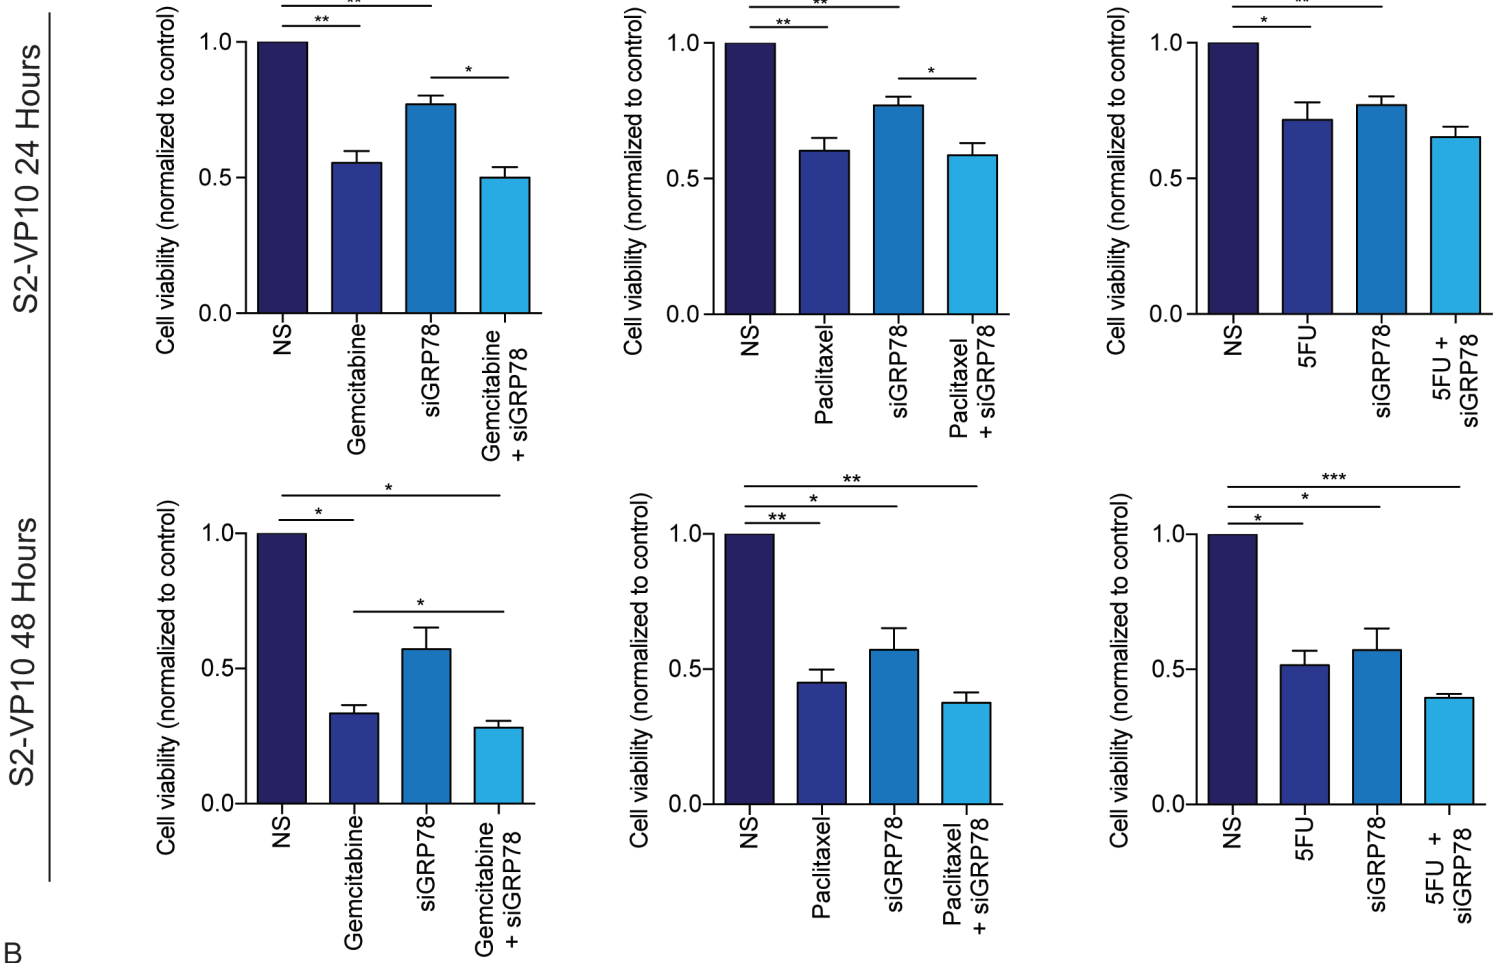 S2-VP10 24 Hours
Cell viability (normalized to control)
**
**
*
1.0
0.5
0.0
NS
Gemcitabine
siGRP78
Gemcitabine
+ siGRP78
Cell viability (normalized to control)
**
**
*
1.0
0.5
0.0
NS
Paclitaxel
siGRP78
Paclitaxel
+ siGRP78
Cell viability (normalized to control)
**
*
1.0
0.5
0.0
NS
5FU
siGRP78
5FU +
siGRP78
S2-VP10 48 Hours
Cell viability (normalized to control)
*
*
*
1.0
0.5
0.0
NS
Gemcitabine
siGRP78
Gemcitabine
+ siGRP78
Cell viability (normalized to control)
**
*
**
1.0
0.5
0.0
NS
Paclitaxel
siGRP78
Paclitaxel
+ siGRP78
Cell viability (normalized to control)
***
*
*
1.0
0.5
0.0
NS
5FU
siGRP78
5FU +
siGRP78
B